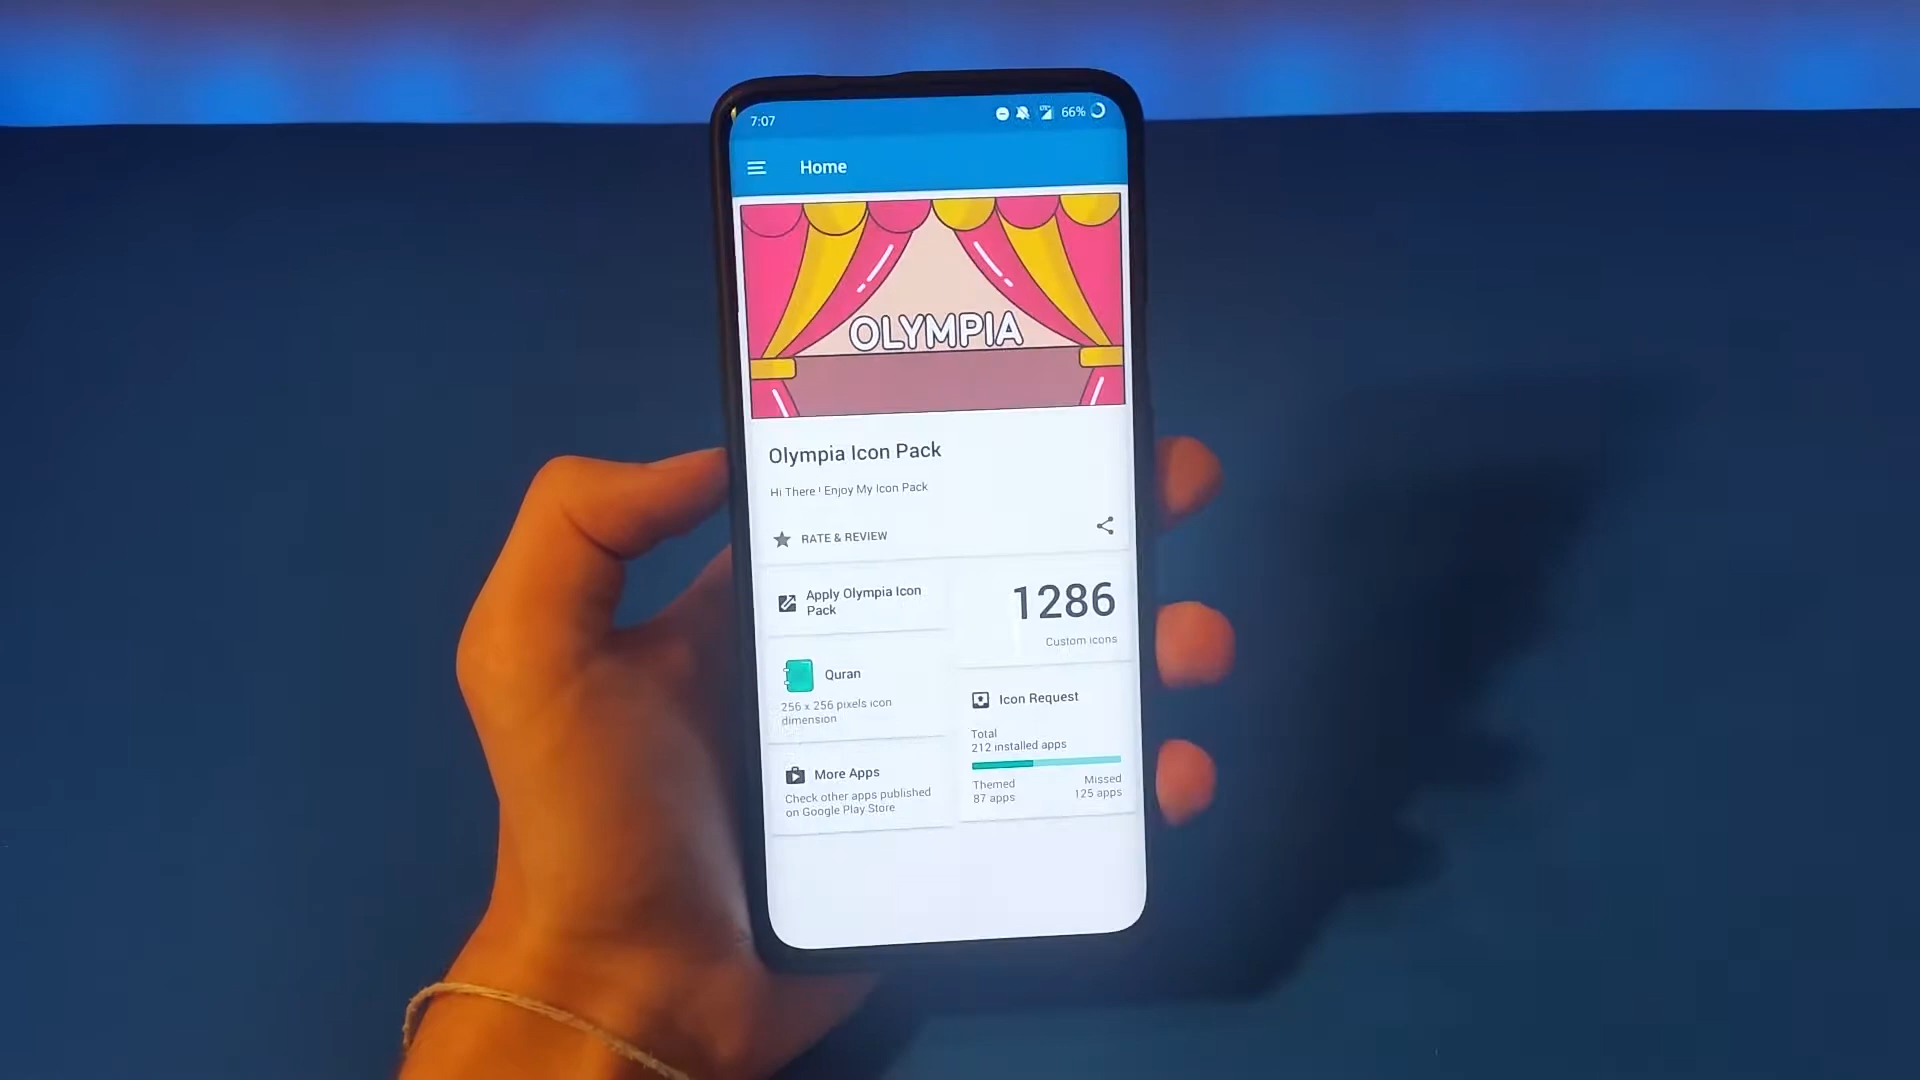 7:07
66%
Home
OLYMPIA
Olympia Icon Pack
Hi There ! Enjoy My Icon Pack
RATE & REVIEW
Apply Olympia Icon
Pack
1286
Custom icons
Quran
256 x 256 pixels icon
dimension
Icon Request
Total
212 installed apps
Themed
87 apps
Missed
125 apps
More Apps
Check other apps published
on Google Play Store